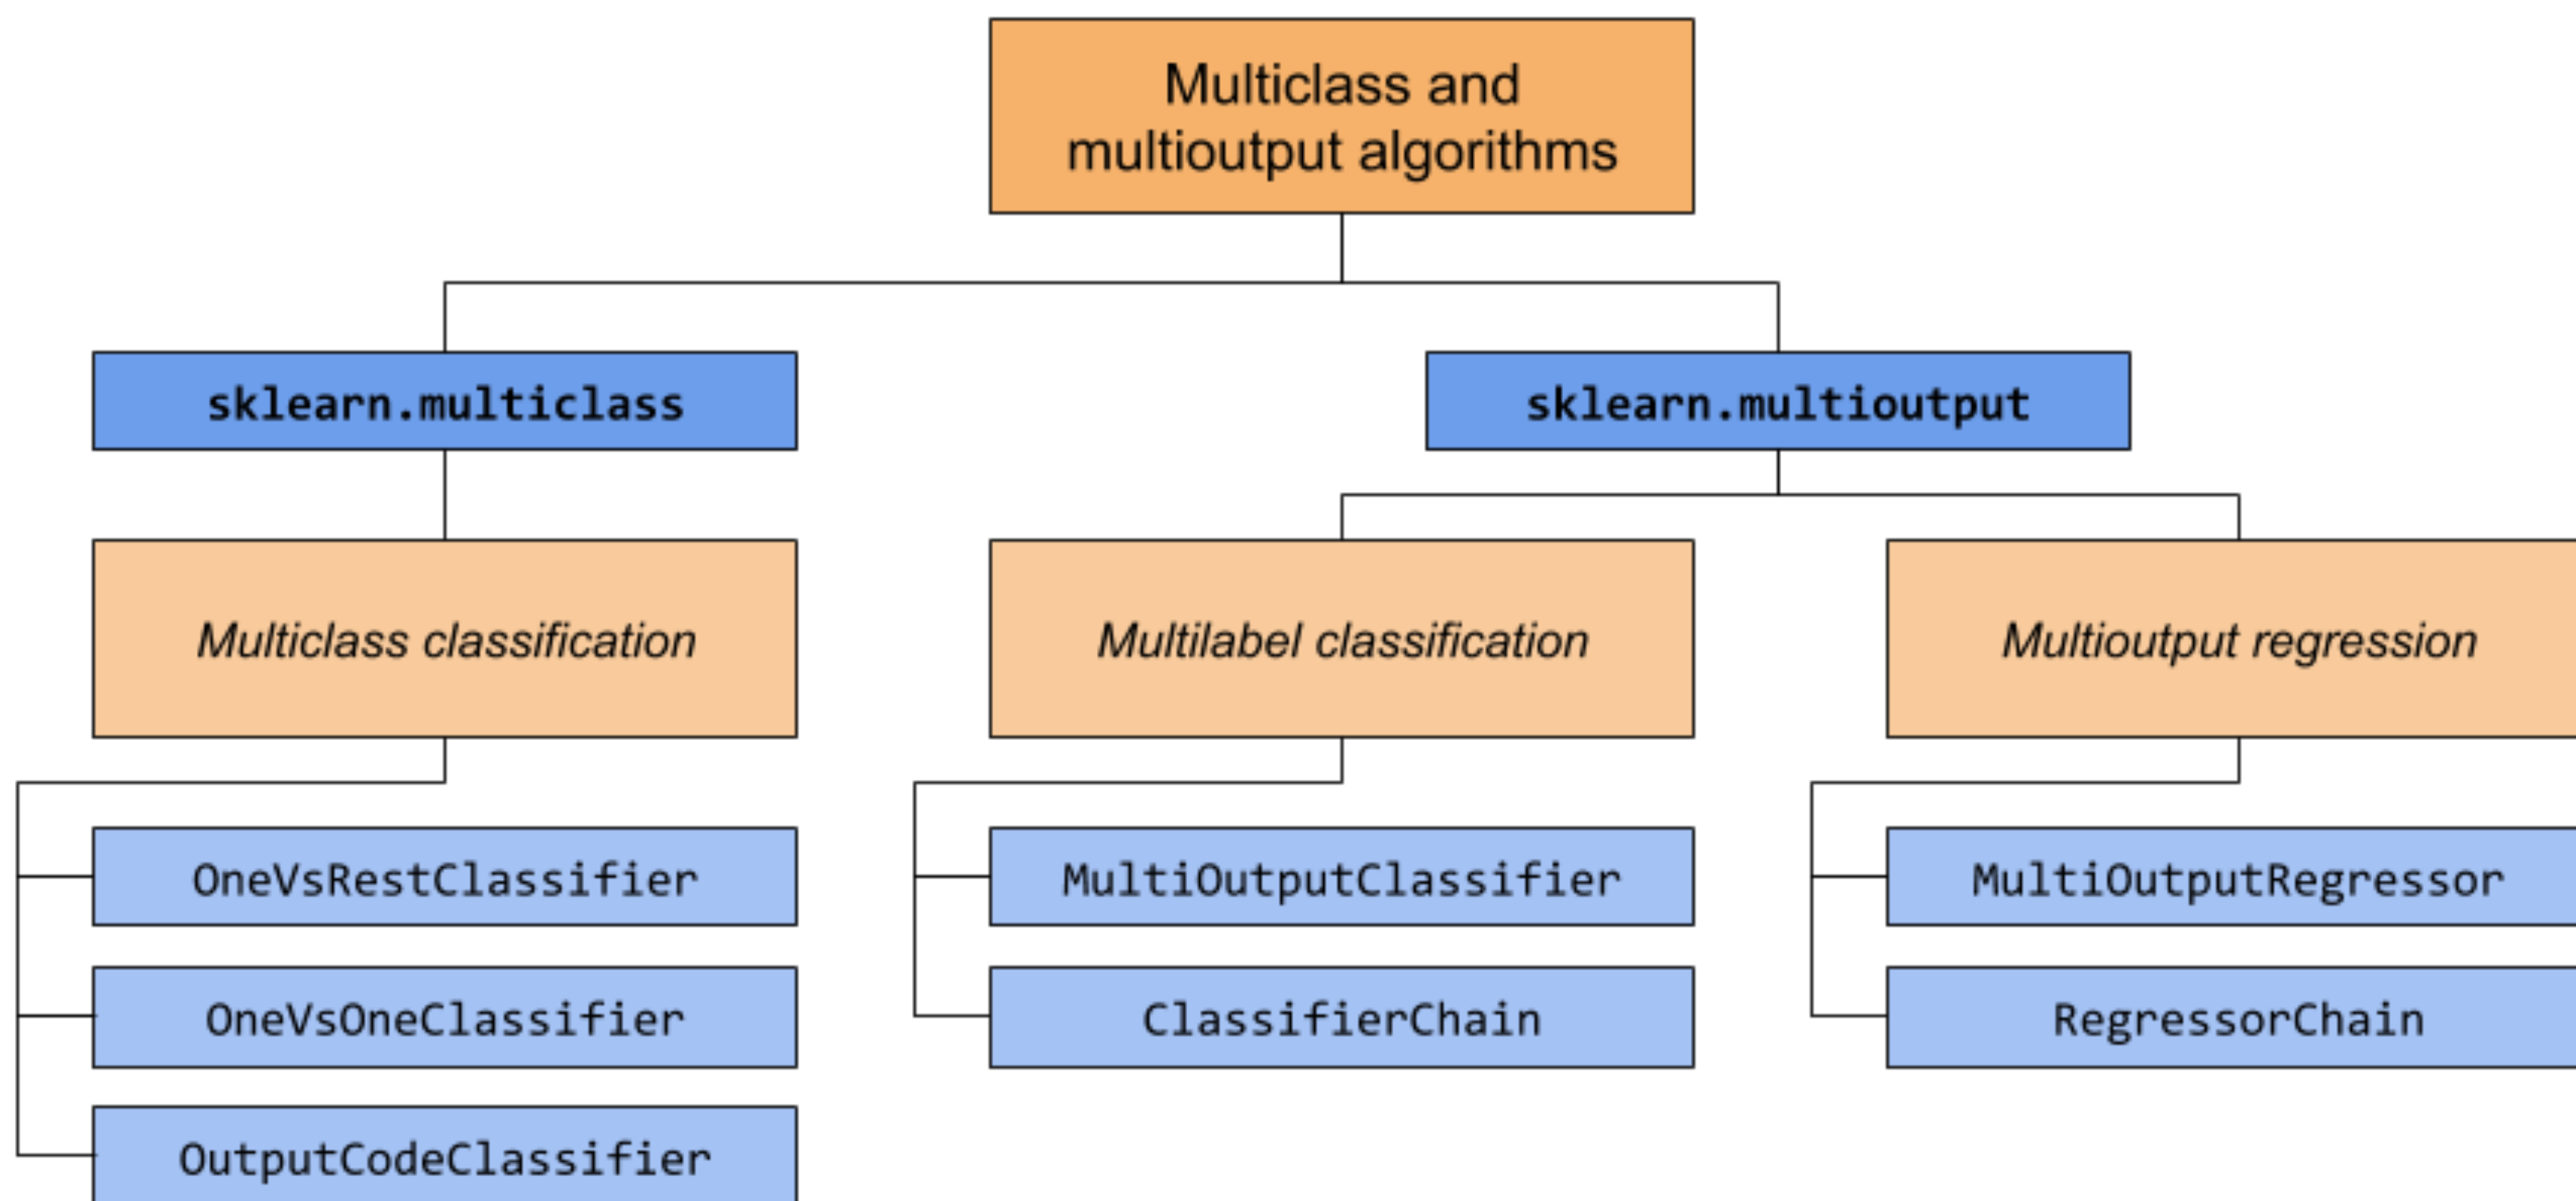 Multiclass and
multioutput algorithms
sklearn.multiclass
sklearn.multioutput
Multiclass classification
Multilabel classification
Multioutput regression
OneVsRestClassifier
MultiOutputClassifier
MultiOutputRegressor
OneVsOneClassifier
ClassifierChain
RegressorChain
OutputCodeClassifier